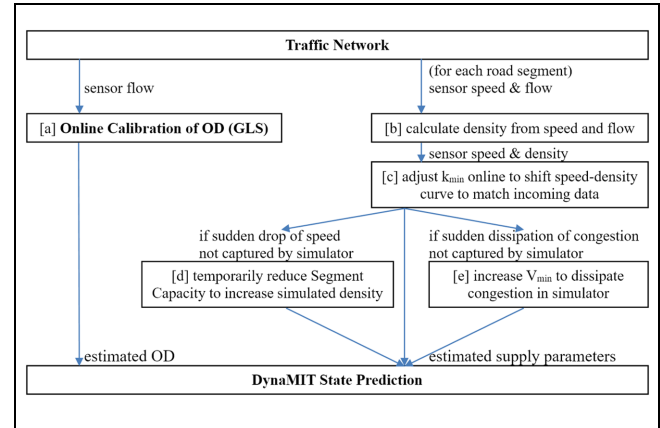 Traffic Network
sensor flow
(for each road segment)
sensor speed & flow
[a] Online Calibration of OD (GLS)
[b] calculate density from speed and flow
sensor speed & density
[c] adjust kmin online to shift speed-density
curve to match incoming data
if sudden drop of speed
not captured by simulator
if sudden dissipation of congestion
not captured by simulator
[d] temporarily reduce Segment
Capacity to increase simulated density
[e] increase Vmin to dissipate
congestion in simulator
estimated OD
estimated supply parameters
DynaMIT State Prediction